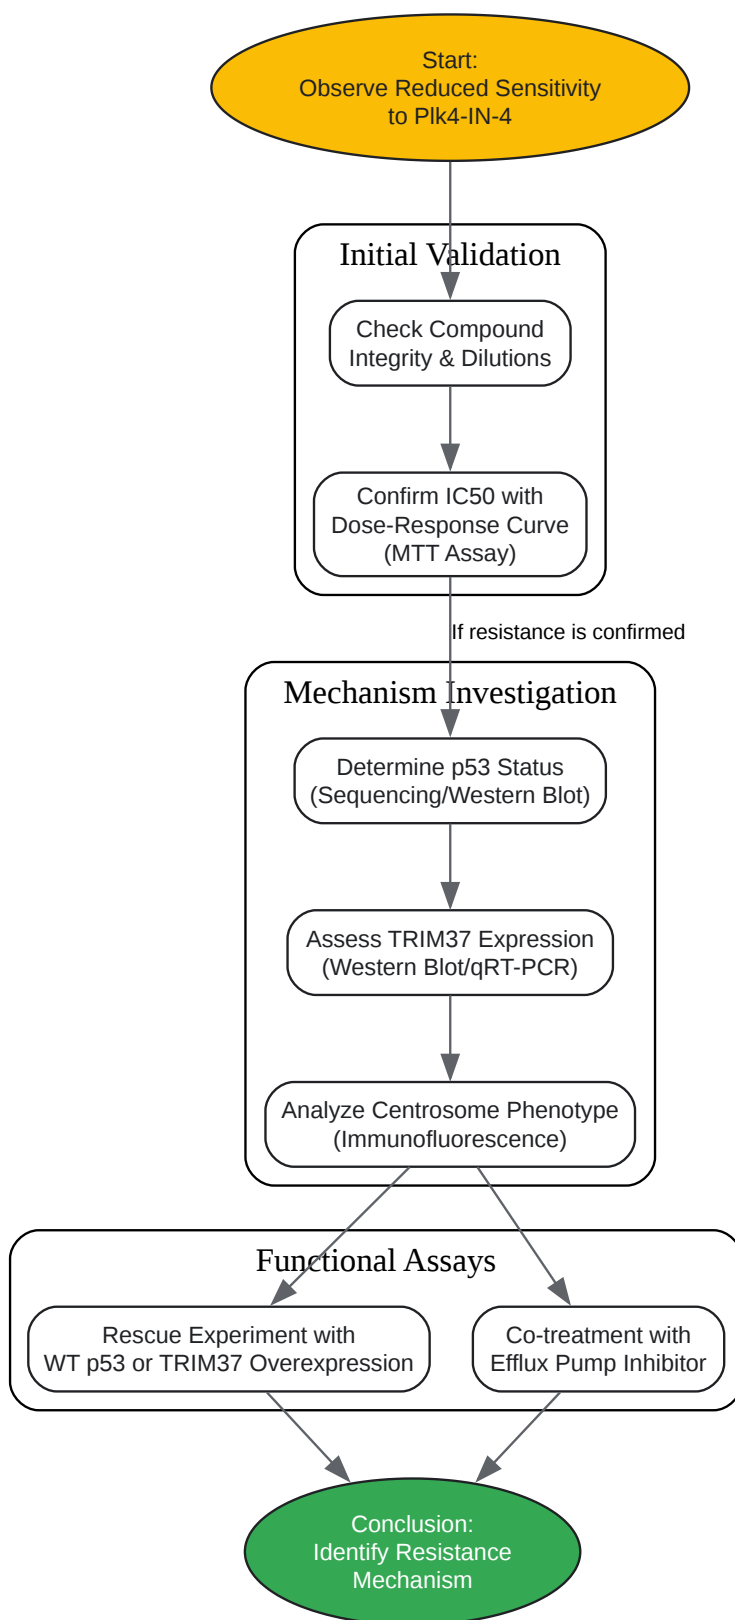 Start:
Observe Reduced Sensitivity
to Plk4-IN-4
Initial Validation
Check Compound
Integrity & Dilutions
Confirm IC50 with
Dose-Response Curve
(MTT Assay)
If resistance is confirmed
Mechanism Investigation
Determine p53 Status
(Sequencing/Western Blot)
Assess TRIM37 Expression
(Western Blot/qRT-PCR)
Analyze Centrosome Phenotype
(Immunofluorescence)
Functional Assays
Rescue Experiment with
WT p53 or TRIM37 Overexpression
Co-treatment with
Efflux Pump Inhibitor
Conclusion:
Identify Resistance
Mechanism